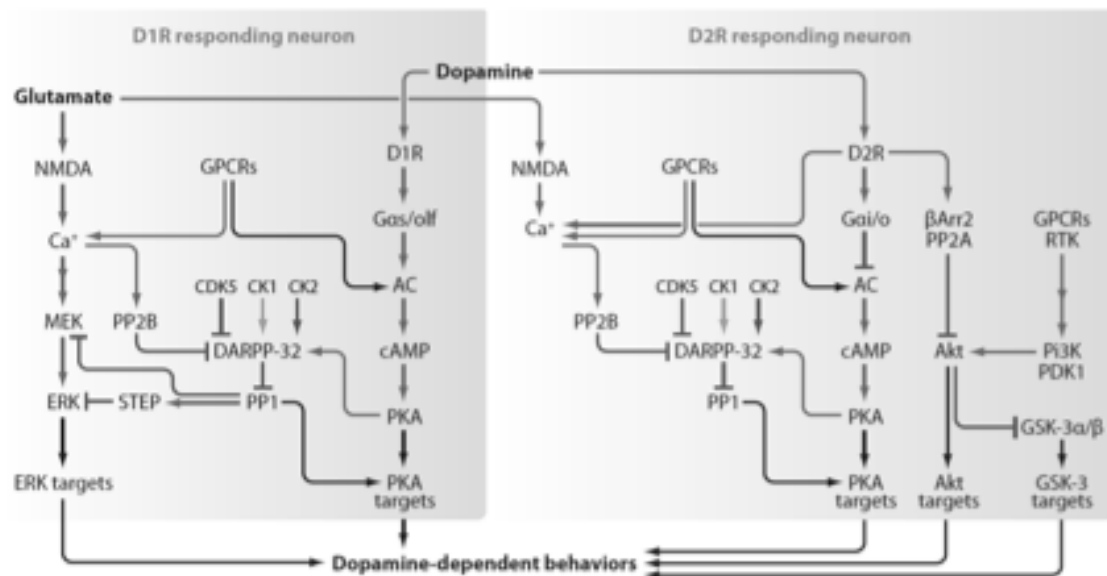 D1R responding neuron
D2R responding neuron
Dopamine
Glutamate
D1R
D2R
NMDA
GPCRs
NMDA
GPCRs
Gαs/olf
Gαi/o
βArr2
PP2A
GPCRs
RTK
Ca⁺
Ca⁺
CDK5
CK1
CK2
AC
CDK5
CK1
CK2
AC
MEK
PP2B
PP2B
DARPP-32
cAMP
DARPP-32
cAMP
Akt
Pi3K
PDK1
ERK
STEP
PP1
PKA
PP1
PKA
GSK-3α/β
ERK targets
PKA
targets
PKA
targets
Akt
targets
GSK-3
targets
Dopamine-dependent behaviors